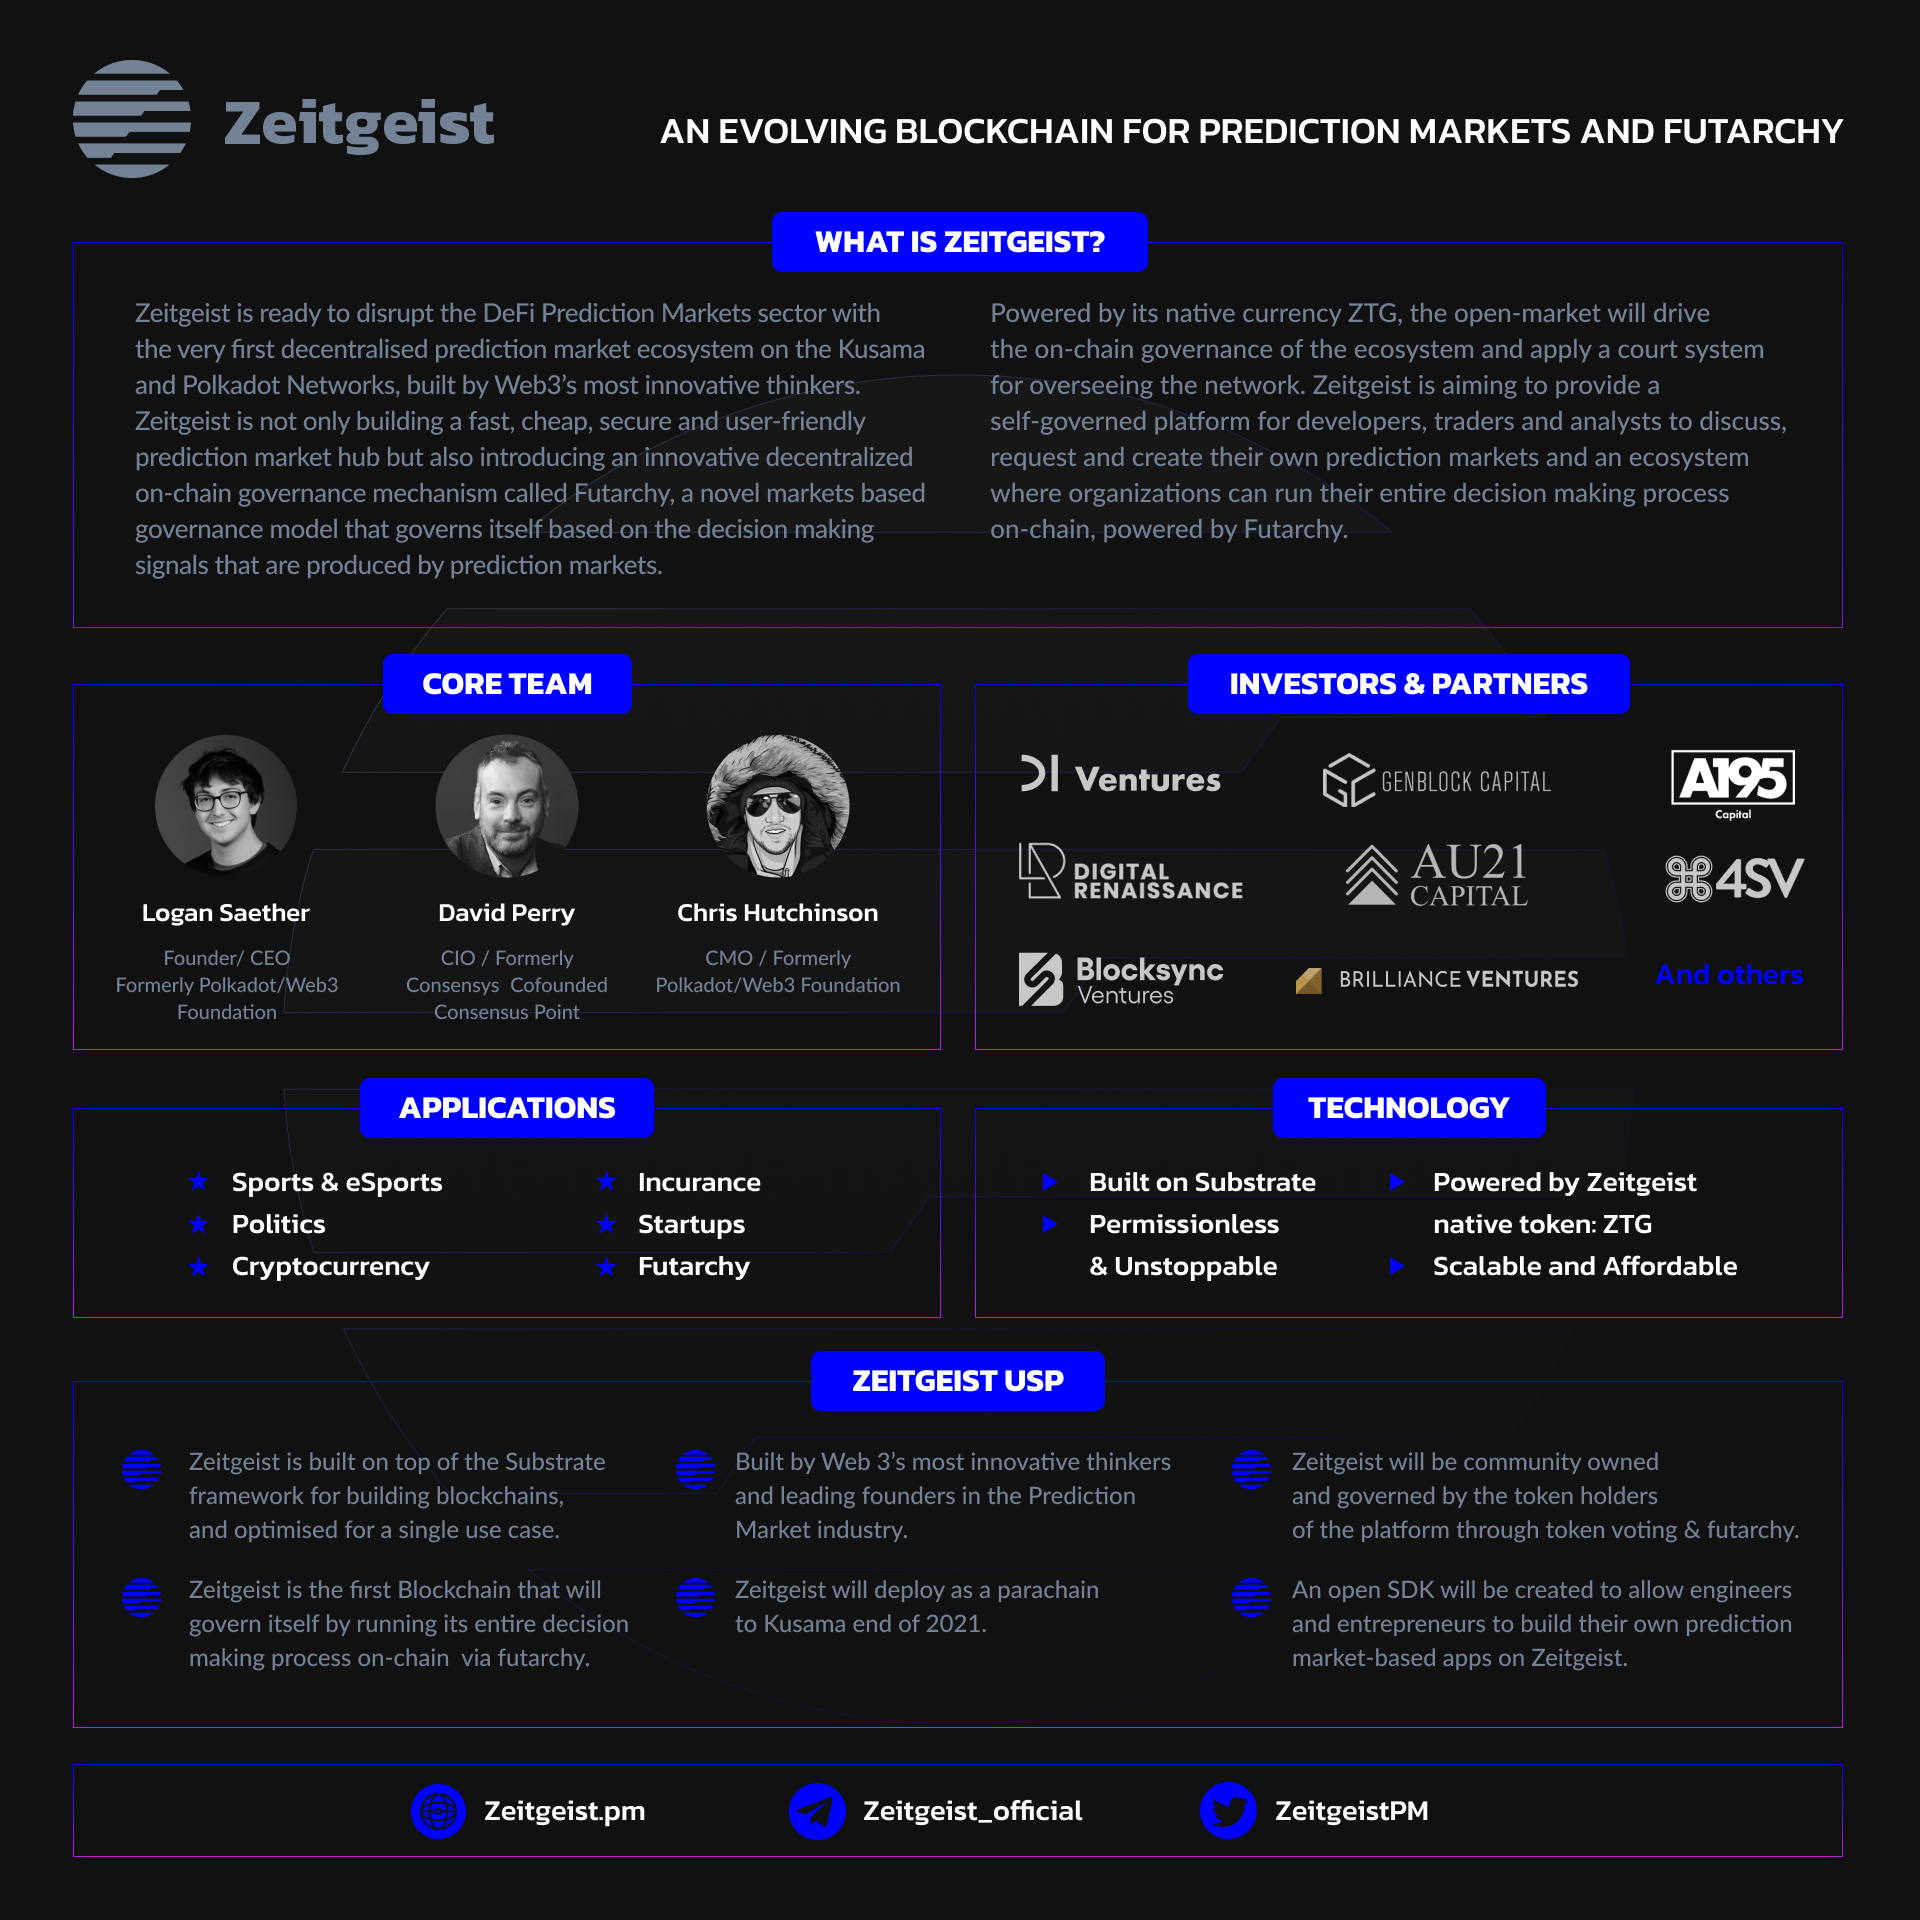 Zeitgeist
AN EVOLVING BLOCKCHAIN FOR PREDICTION MARKETS AND FUTARCHY
WHAT IS ZEITGEIST?
Zeitgeist is ready to disrupt the DeFi Prediction Markets sector with
the very first decentralised prediction market ecosystem on the Kusama
and Polkadot Networks, built by Web3’s most innovative thinkers.
Zeitgeist is not only building a fast, cheap, secure and user-friendly
prediction market hub but also introducing an innovative decentralized
on-chain governance mechanism called Futarchy, a novel markets based
governance model that governs itself based on the decision making
signals that are produced by prediction markets.
Powered by its native currency ZTG, the open-market will drive
the on-chain governance of the ecosystem and apply a court system
for overseeing the network. Zeitgeist is aiming to provide a
self-governed platform for developers, traders and analysts to discuss,
request and create their own prediction markets and an ecosystem
where organizations can run their entire decision making process
on-chain, powered by Futarchy.
CORE TEAM
Logan Saether
Founder/ CEO
Formerly Polkadot/Web3
Foundation
David Perry
CIO / Formerly
Consensys  Cofounded
Consensus Point
Chris Hutchinson
CMO / Formerly
Polkadot/Web3 Foundation
INVESTORS & PARTNERS
Ventures
GENBLOCK CAPITAL
A195
Capital
DIGITAL
RENAISSANCE
AU21
CAPITAL
4SV
Blocksync
Ventures
BRILLIANCE VENTURES
And others
APPLICATIONS
Sports & eSports
Politics
Cryptocurrency
Incurance
Startups
Futarchy
TECHNOLOGY
Built on Substrate
Permissionless
& Unstoppable
Powered by Zeitgeist
native token: ZTG
Scalable and Affordable
ZEITGEIST USP
Zeitgeist is built on top of the Substrate
framework for building blockchains,
and optimised for a single use case.
Built by Web 3’s most innovative thinkers
and leading founders in the Prediction
Market industry.
Zeitgeist will be community owned
and governed by the token holders
of the platform through token voting & futarchy.
Zeitgeist is the first Blockchain that will
govern itself by running its entire decision
making process on-chain  via futarchy.
Zeitgeist will deploy as a parachain
to Kusama end of 2021.
An open SDK will be created to allow engineers
and entrepreneurs to build their own prediction
market-based apps on Zeitgeist.
Zeitgeist.pm
Zeitgeist_official
ZeitgeistPM